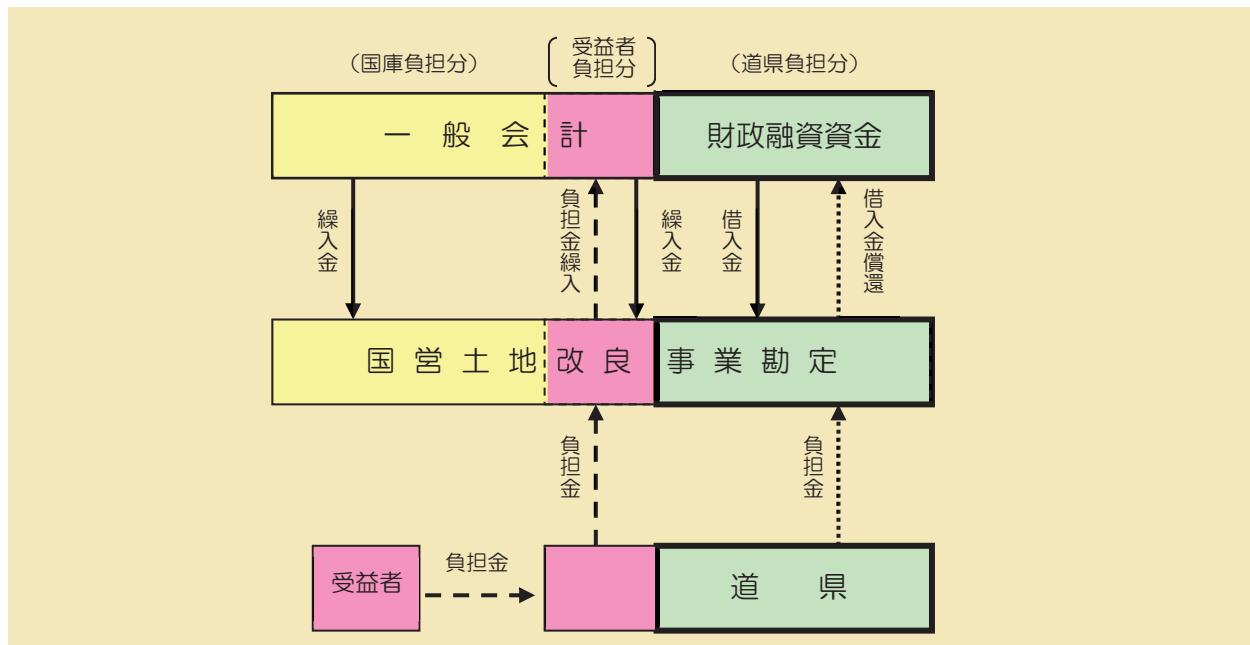 （国庫負担分）
受益者
負担分
（道県負担分）
一般会計
財政融資資金
繰入金
負担金繰入
繰入金
借入金
借入金償還
国営土地改良事業勘定
負担金
負担金
受益者
負担金
道県